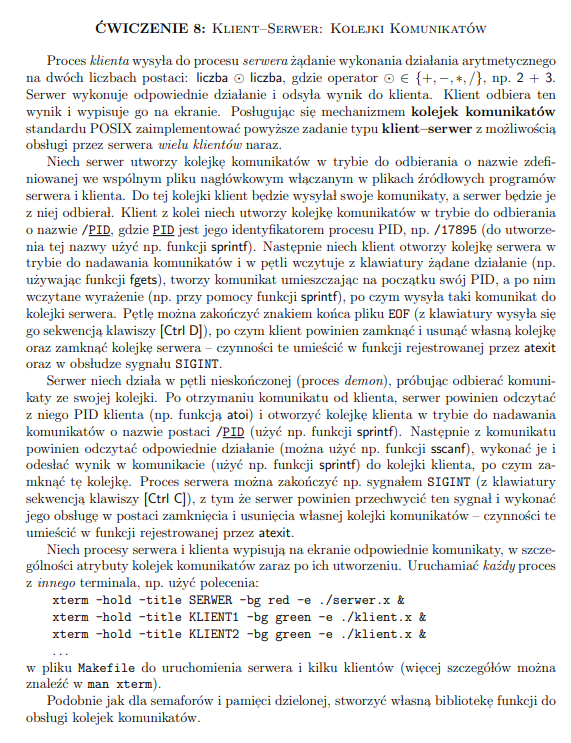 ĆWICZENIE 8: Klient–Serwer: Kolejki Komunikatów
Proces klienta wysyła do procesu serwera żądanie wykonania działania arytmetycznego
na dwóch liczbach postaci: liczba ⊙ liczba, gdzie operator ⊙ ∈ {+, −, ∗, /}, np. 2 + 3.
Serwer wykonuje odpowiednie działanie i odsyła wynik do klienta. Klient odbiera ten
wynik i wypisuje go na ekranie. Posługując się mechanizmem kolejek komunikatów
standardu POSIX zaimplementować powyższe zadanie typu klient–serwer z możliwością
obsługi przez serwera wielu klientów naraz.
Niech serwer utworzy kolejkę komunikatów w trybie do odbierania o nazwie zdefi-
niowanej we wspólnym pliku nagłówkowym włączanym w plikach źródłowych programów
serwera i klienta. Do tej kolejki klient będzie wysyłał swoje komunikaty, a serwer będzie je
z niej odbierał. Klient z kolei niech utworzy kolejkę komunikatów w trybie do odbierania
o nazwie /PID, gdzie PID jest jego identyfikatorem procesu PID, np. /17895 (do utworze-
nia tej nazwy użyć np. funkcji sprintf). Następnie niech klient otworzy kolejkę serwera w
trybie do nadawania komunikatów i w pętli wczytuje z klawiatury żądane działanie (np.
używając funkcji fgets), tworzy komunikat umieszczając na początku swój PID, a po nim
wczytane wyrażenie (np. przy pomocy funkcji sprintf), po czym wysyła taki komunikat do
kolejki serwera. Pętlę można zakończyć znakiem końca pliku EOF (z klawiatury wysyła się
go sekwencją klawiszy [Ctrl D]), po czym klient powinien zamknąć i usunąć własną kolejkę
oraz zamknąć kolejkę serwera – czynności te umieścić w funkcji rejestrowanej przez atexit
oraz w obsłudze sygnału SIGINT.
Serwer niech działa w pętli nieskończonej (proces demon), próbując odbierać komuni-
katy ze swojej kolejki. Po otrzymaniu komunikatu od klienta, serwer powinien odczytać
z niego PID klienta (np. funkcją atoi) i otworzyć kolejkę klienta w trybie do nadawania
komunikatów o nazwie postaci /PID (użyć np. funkcji sprintf). Następnie z komunikatu
powinien odczytać odpowiednie działanie (można użyć np. funkcji sscanf), wykonać je i
odesłać wynik w komunikacie (użyć np. funkcji sprintf) do kolejki klienta, po czym za-
mknąć tę kolejkę. Proces serwera można zakończyć np. sygnałem SIGINT (z klawiatury
sekwencją klawiszy [Ctrl C]), z tym że serwer powinien przechwycić ten sygnał i wykonać
jego obsługę w postaci zamknięcia i usunięcia własnej kolejki komunikatów – czynności te
umieścić w funkcji rejestrowanej przez atexit.
Niech procesy serwera i klienta wypisują na ekranie odpowiednie komunikaty, w szcze-
gólności atrybuty kolejek komunikatów zaraz po ich utworzeniu. Uruchamiać każdy proces
z innego terminala, np. użyć polecenia:
xterm -hold -title SERWER -bg red -e ./serwer.x &
xterm -hold -title KLIENT1 -bg green -e ./klient.x &
xterm -hold -title KLIENT2 -bg green -e ./klient.x &
...
w pliku Makefile do uruchomienia serwera i kilku klientów (więcej szczegółów można
znaleźć w man xterm).
Podobnie jak dla semaforów i pamięci dzielonej, stworzyć własną bibliotekę funkcji do
obsługi kolejek komunikatów.